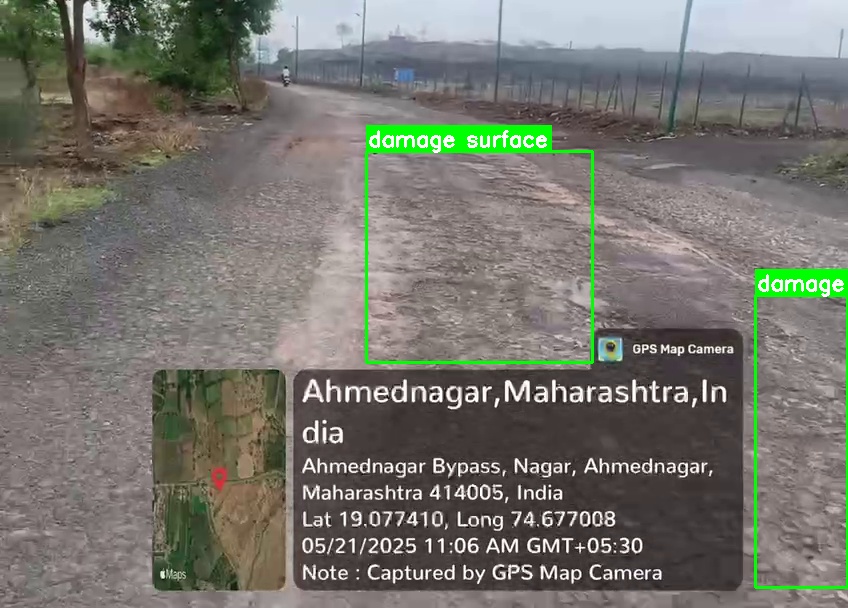 damage surface
damage
GPS Map Camera
Ahmednagar,Maharashtra,In
dia
Ahmednagar Bypass, Nagar, Ahmednagar,
Maharashtra 414005, India
Lat 19.077410, Long 74.677008
05/21/2025 11:06 AM GMT+05:30
Note : Captured by GPS Map Camera
Maps